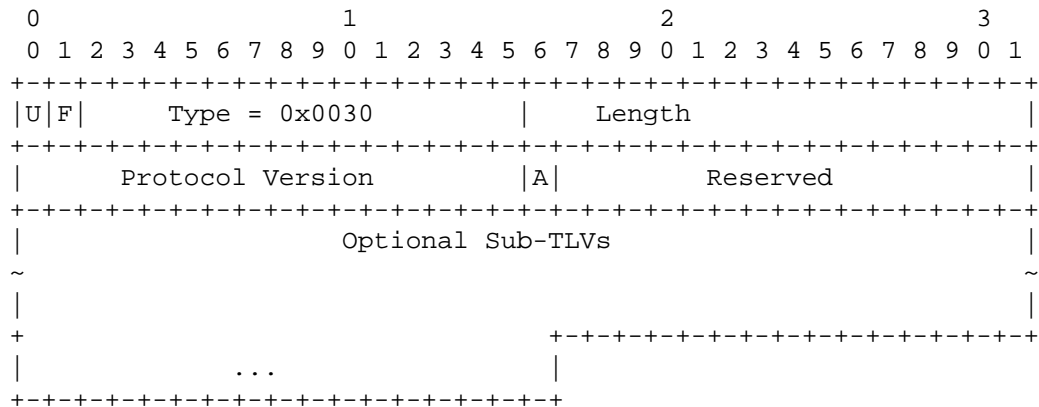 0                   1                   2                   3
 0 1 2 3 4 5 6 7 8 9 0 1 2 3 4 5 6 7 8 9 0 1 2 3 4 5 6 7 8 9 0 1
+-+-+-+-+-+-+-+-+-+-+-+-+-+-+-+-+-+-+-+-+-+-+-+-+-+-+-+-+-+-+-+-+
|U|F|     Type = 0x0030         |    Length                     |
+-+-+-+-+-+-+-+-+-+-+-+-+-+-+-+-+-+-+-+-+-+-+-+-+-+-+-+-+-+-+-+-+
|      Protocol Version         |A|         Reserved            |
+-+-+-+-+-+-+-+-+-+-+-+-+-+-+-+-+-+-+-+-+-+-+-+-+-+-+-+-+-+-+-+-+
|                    Optional Sub-TLVs                          |
~                                                               ~
|                                                               |
+                                 +-+-+-+-+-+-+-+-+-+-+-+-+-+-+-+
|             ...                 |
+-+-+-+-+-+-+-+-+-+-+-+-+-+-+-+-+-+